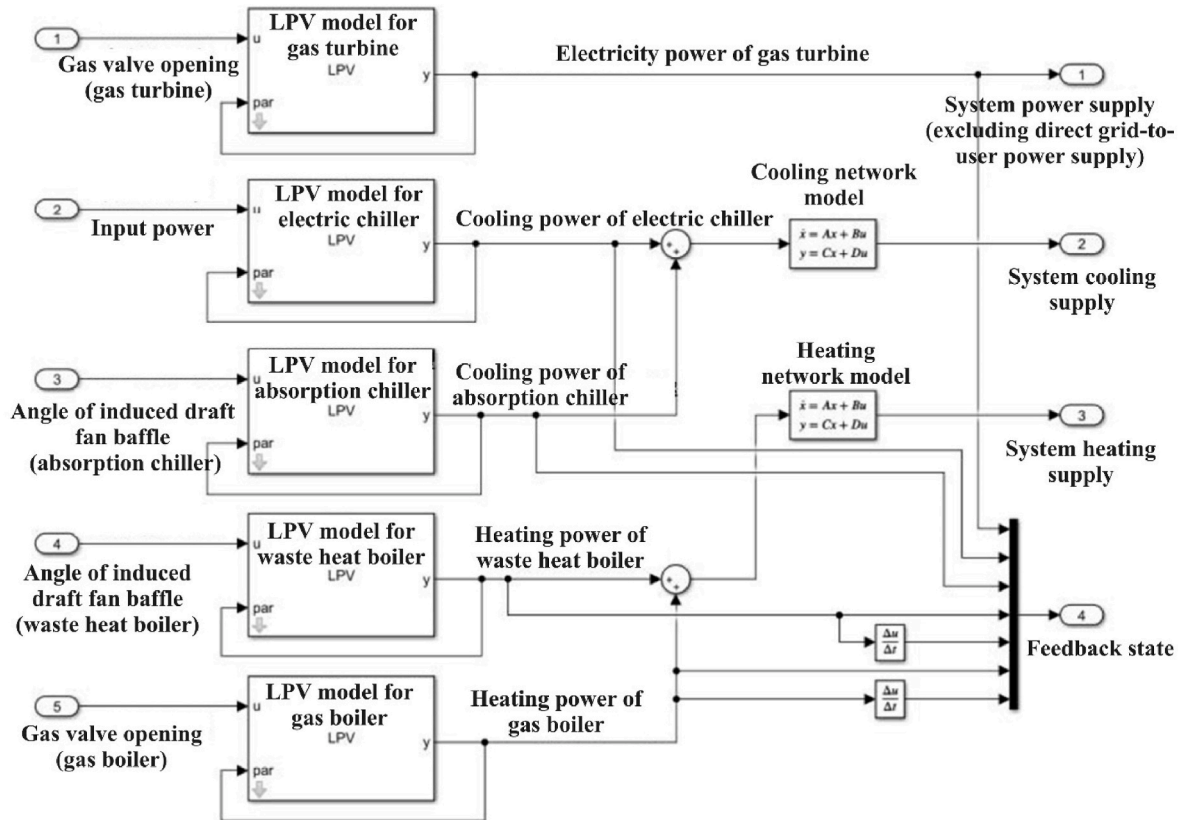 LPV model for
gas turbine
LPV
u
y
par
1
Gas valve opening
(gas turbine)
Electricity power of gas turbine
1
System power supply
(excluding direct grid-to-
user power supply)
LPV model for
electric chiller
LPV
u
y
par
2
Input power
Cooling power of electric chiller
Cooling network
model
ẋ = Ax + Bu
y = Cx + Du
2
System cooling
supply
LPV model for
absorption chiller
LPV
u
y
par
3
Angle of induced draft
fan baffle
(absorption chiller)
Cooling power of
absorption chiller
Heating
network model
ẋ = Ax + Bu
y = Cx + Du
3
System heating
supply
LPV model for
waste heat boiler
LPV
u
y
par
4
Angle of induced
draft fan baffle
(waste heat boiler)
Heating power of
waste heat boiler
Δu
Δt
4
Feedback state
LPV model for
gas boiler
LPV
u
y
par
5
Gas valve opening
(gas boiler)
Heating power of
gas boiler
Δu
Δt